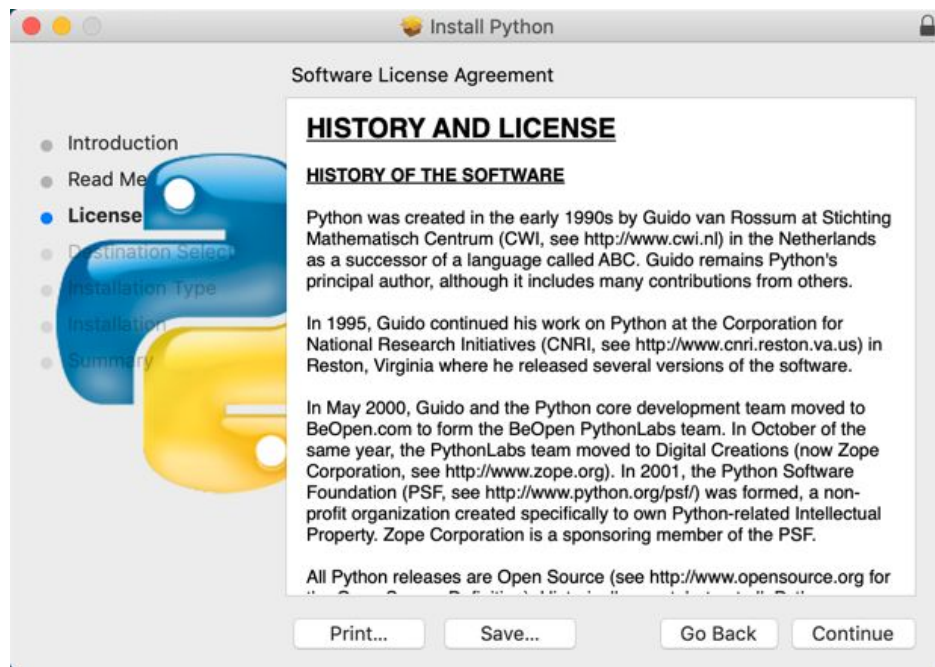 Install Python
Software License Agreement
Introduction
Read Me
License
Destination Select
Installation Type
Installation
Summary
HISTORY AND LICENSE
HISTORY OF THE SOFTWARE
Python was created in the early 1990s by Guido van Rossum at Stichting
Mathematisch Centrum (CWI, see http://www.cwi.nl) in the Netherlands
as a successor of a language called ABC. Guido remains Python's
principal author, although it includes many contributions from others.
In 1995, Guido continued his work on Python at the Corporation for
National Research Initiatives (CNRI, see http://www.cnri.reston.va.us) in
Reston, Virginia where he released several versions of the software.
In May 2000, Guido and the Python core development team moved to
BeOpen.com to form the BeOpen PythonLabs team. In October of the
same year, the PythonLabs team moved to Digital Creations (now Zope
Corporation, see http://www.zope.org). In 2001, the Python Software
Foundation (PSF, see http://www.python.org/psf/) was formed, a non-
profit organization created specifically to own Python-related Intellectual
Property. Zope Corporation is a sponsoring member of the PSF.
All Python releases are Open Source (see http://www.opensource.org for
Print...
Save...
Go Back
Continue